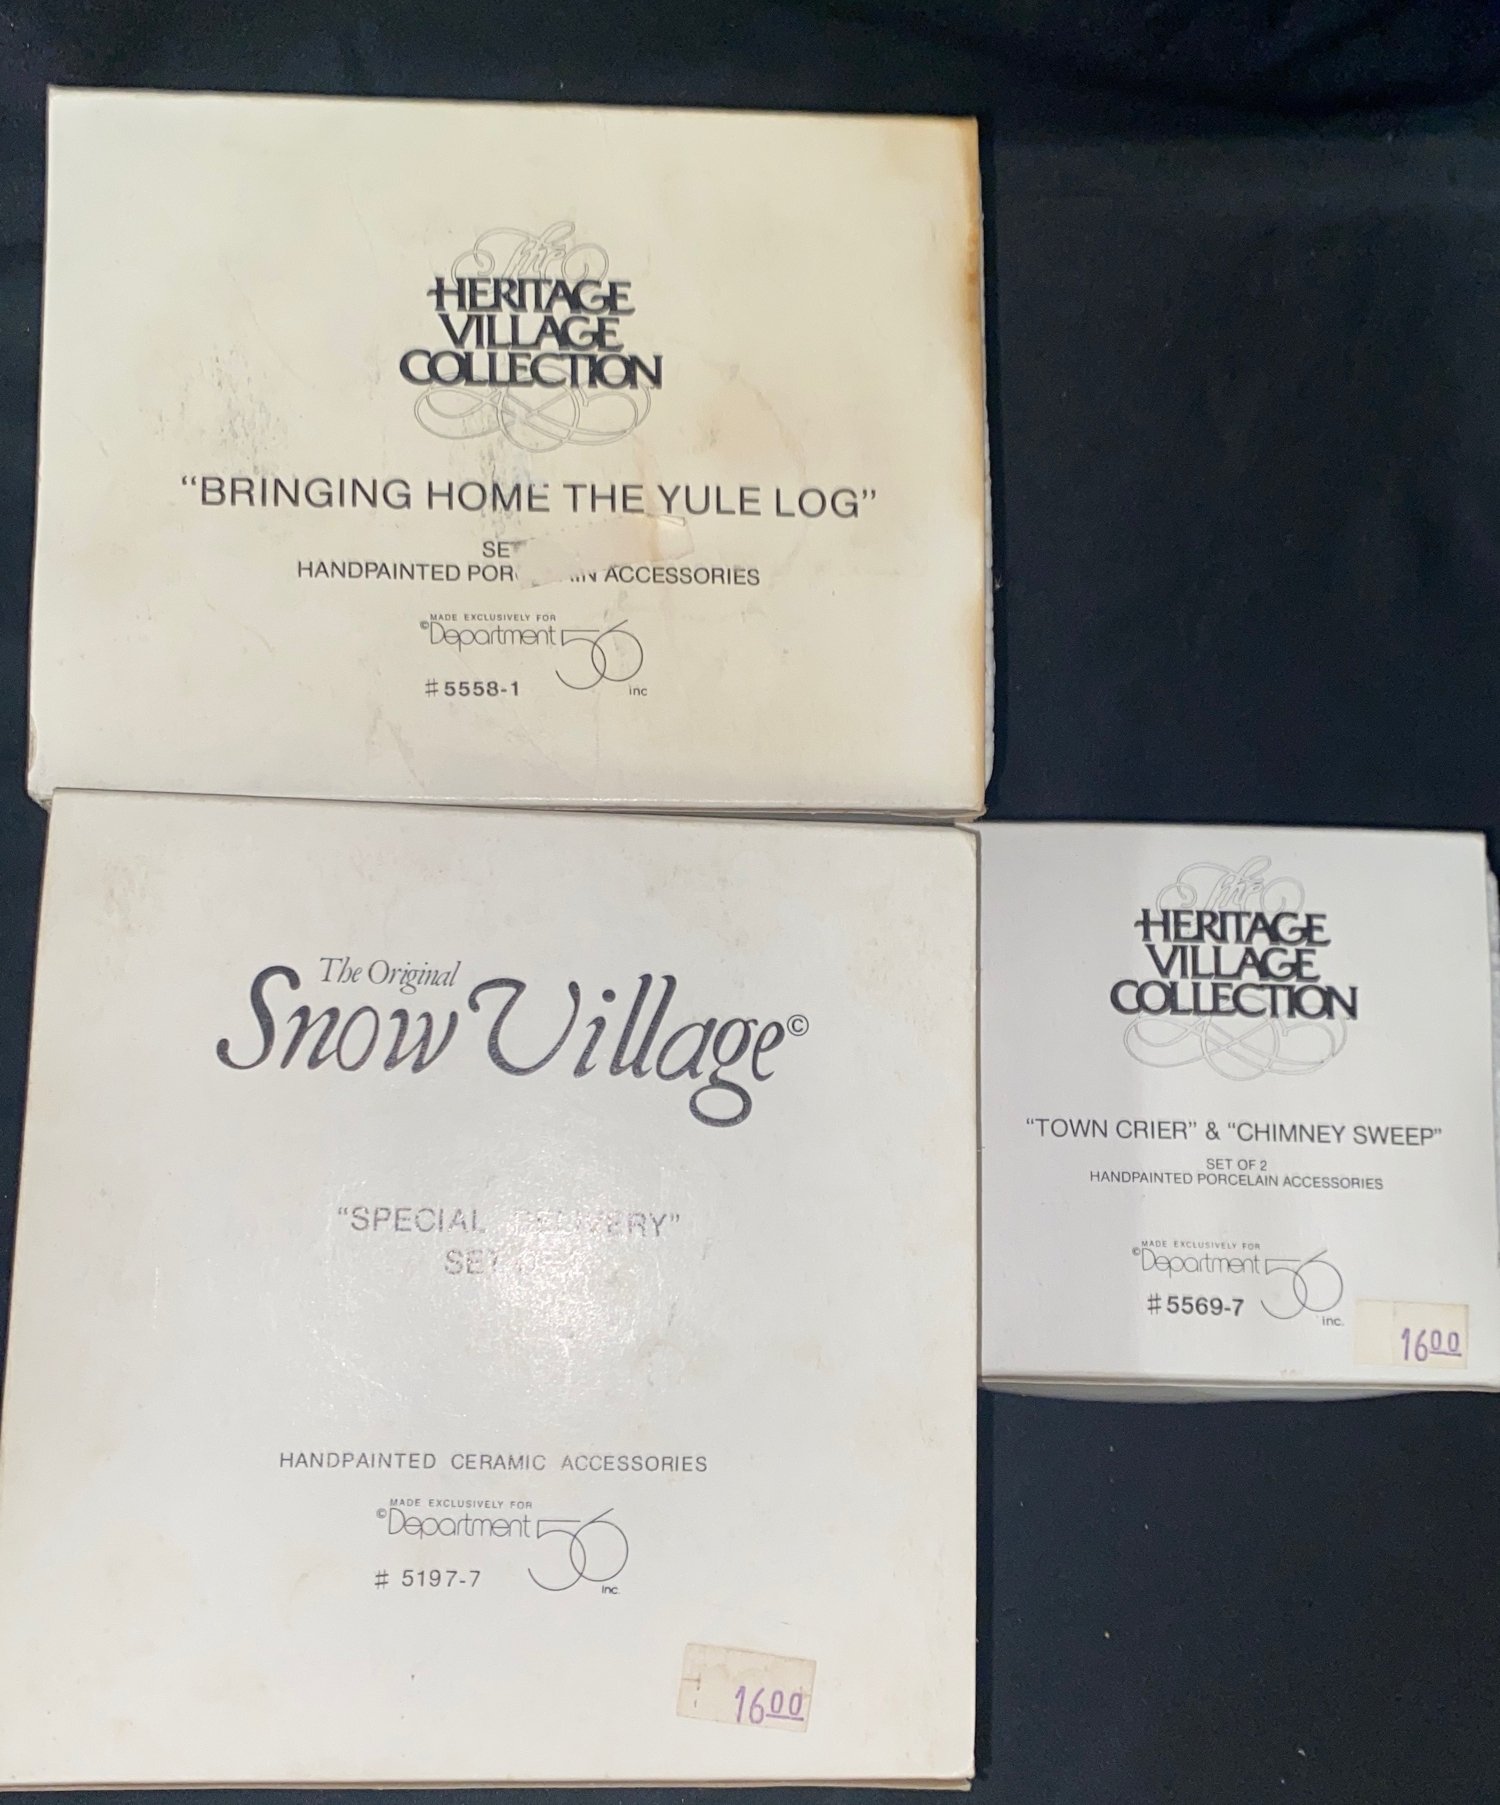 The
HERITAGE
VILLAGE
COLLECTION
“BRINGING HOME THE YULE LOG”
HANDPAINTED ACCESSORIES
MADE EXCLUSIVELY FOR
©Department 56
inc
#5558-1
The Original
Snow Village©
“SPECIAL DELIVERY”
SET
HANDPAINTED CERAMIC ACCESSORIES
MADE EXCLUSIVELY FOR
©Department 56
inc.
# 5197-7
1600
The
HERITAGE
VILLAGE
COLLECTION
“TOWN CRIER” & “CHIMNEY SWEEP”
SET OF 2
HANDPAINTED PORCELAIN ACCESSORIES
MADE EXCLUSIVELY FOR
©Department 56
inc.
#5569-7
1600